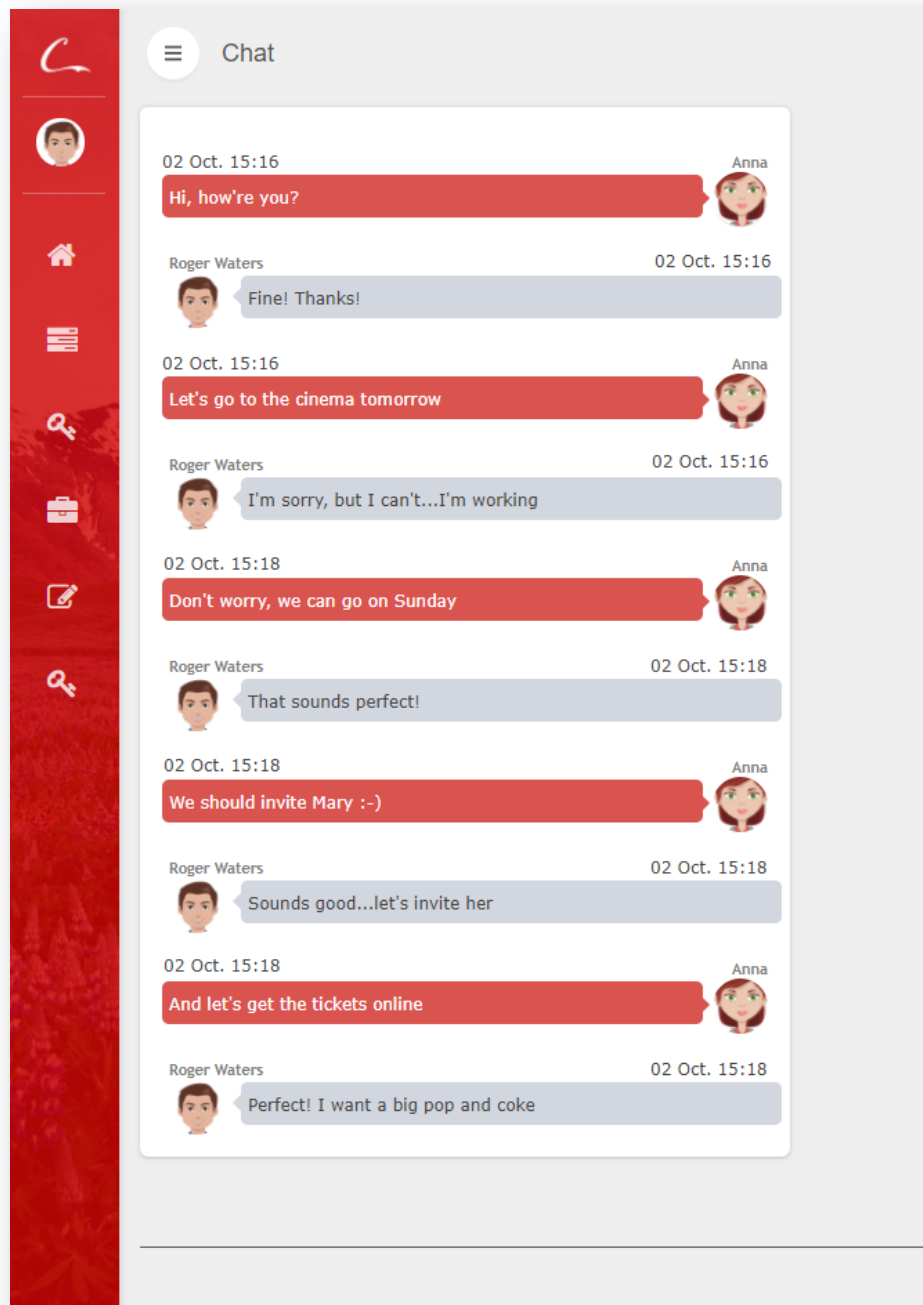 Chat
02 Oct. 15:16
Anna
Hi, how're you?
Roger Waters
02 Oct. 15:16
Fine! Thanks!
02 Oct. 15:16
Anna
Let's go to the cinema tomorrow
Roger Waters
02 Oct. 15:16
I'm sorry, but I can't...I'm working
02 Oct. 15:18
Anna
Don't worry, we can go on Sunday
Roger Waters
02 Oct. 15:18
That sounds perfect!
02 Oct. 15:18
Anna
We should invite Mary :-)
Roger Waters
02 Oct. 15:18
Sounds good...let's invite her
02 Oct. 15:18
Anna
And let's get the tickets online
Roger Waters
02 Oct. 15:18
Perfect! I want a big pop and coke